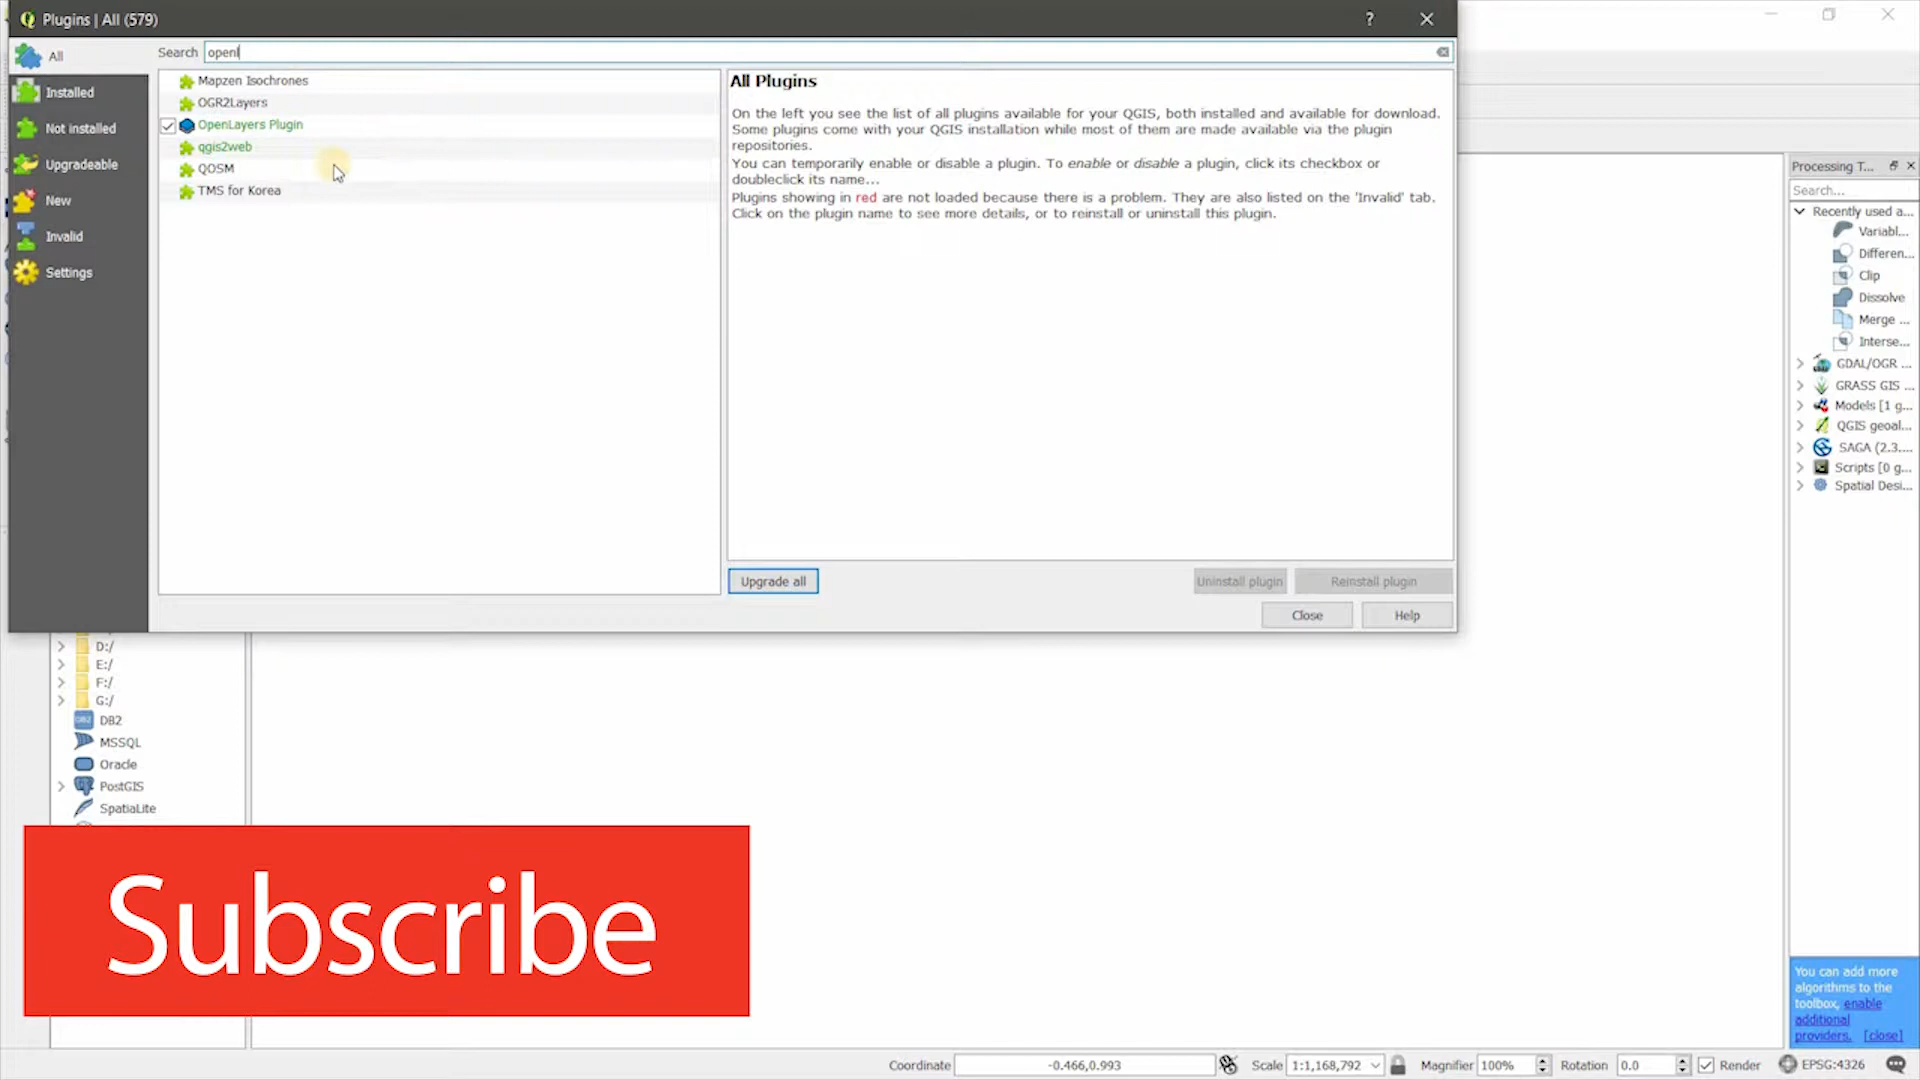 Plugins | All (579)
?
All
Search
openl
Installed
Not installed
Upgradeable
New
Invalid
Settings
Mapzen Isochrones
OGR2Layers
OpenLayers Plugin
qgis2web
QOSM
TMS for Korea
All Plugins
On the left you see the list of all plugins available for your QGIS, both installed and available for download.
Some plugins come with your QGIS installation while most of them are made available via the plugin
repositories.
You can temporarily enable or disable a plugin. To enable or disable a plugin, click its checkbox or
doubleclick its name...
Plugins showing in red are not loaded because there is a problem. They are also listed on the 'Invalid' tab.
Click on the plugin name to see more details, or to reinstall or uninstall this plugin.
Upgrade all
Uninstall plugin
Reinstall plugin
Close
Help
Processing T...
Search...
Recently used a...
Variabl...
Differen...
Clip
Dissolve
Merge ...
Interse...
GDAL/OGR ...
GRASS GIS ...
Models [1 g...
QGIS geoal...
SAGA (2.3....
Scripts [0 g...
Spatial Desi...
D:/
E:/
F:/
G:/
DB2
MSSQL
Oracle
PostGIS
SpatiaLite
Subscribe
You can add more
algorithms to the
toolbox, enable
additional
providers. [close]
Coordinate
-0.466,0.993
Scale
1:1,168,792
Magnifier
100%
Rotation
0.0
Render
EPSG:4326